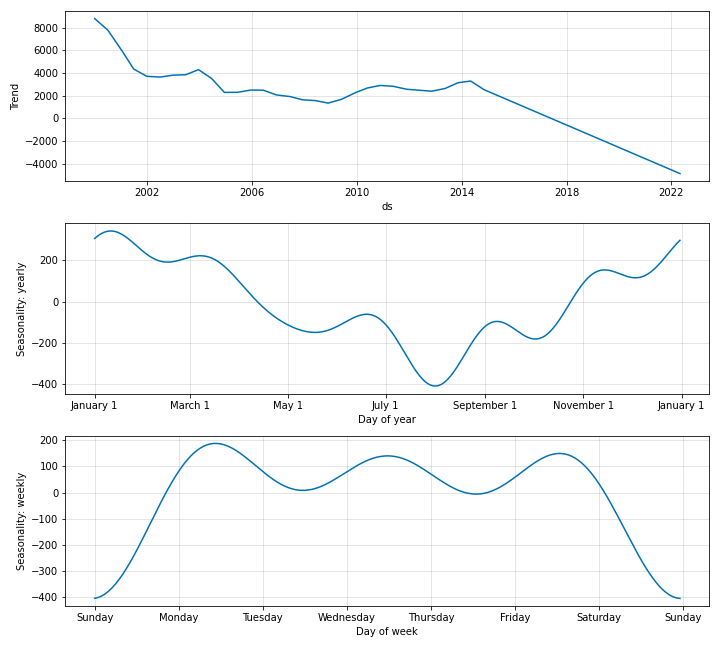 Trend
8000
6000
4000
2000
0
−2000
−4000
2002 2006 2010 2014 2018 2022
ds
Seasonality: yearly
200
0
−200
−400
January 1 March 1 May 1 July 1 September 1 November 1 January 1
Day of year
Seasonality: weekly
200
100
0
−100
−200
−300
−400
Sunday Monday Tuesday Wednesday Thursday Friday Saturday Sunday
Day of week